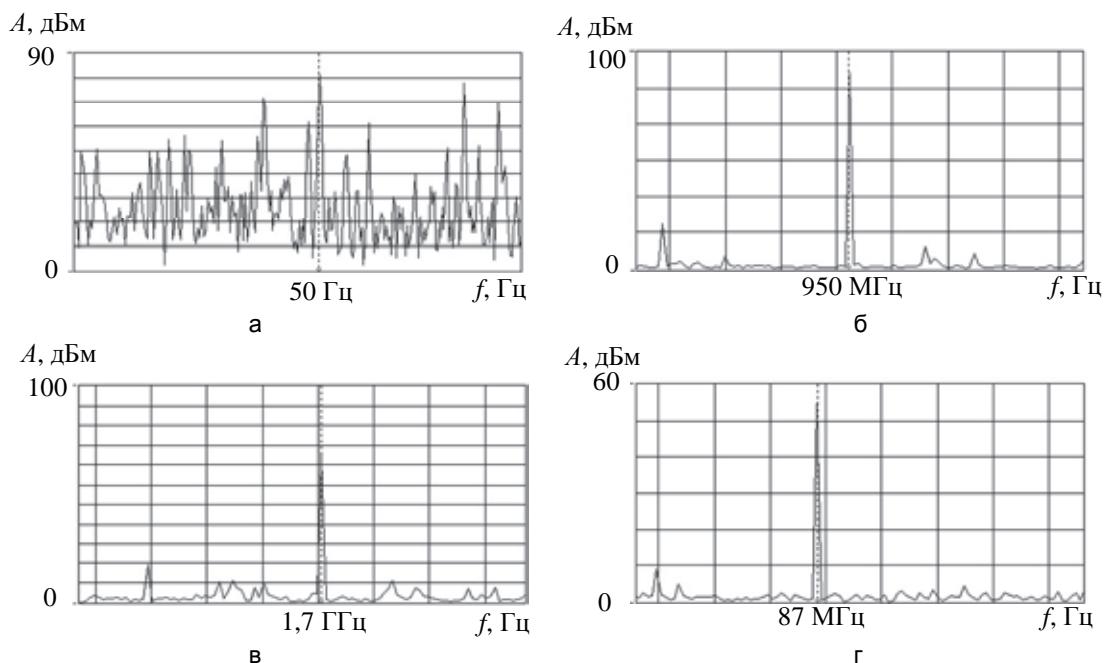 A, дБм
90
0
50 Гц
f, Гц
а
A, дБм
100
0
950 МГц
f, Гц
б
A, дБм
100
0
1,7 ГГц
f, Гц
в
A, дБм
60
0
87 МГц
f, Гц
г